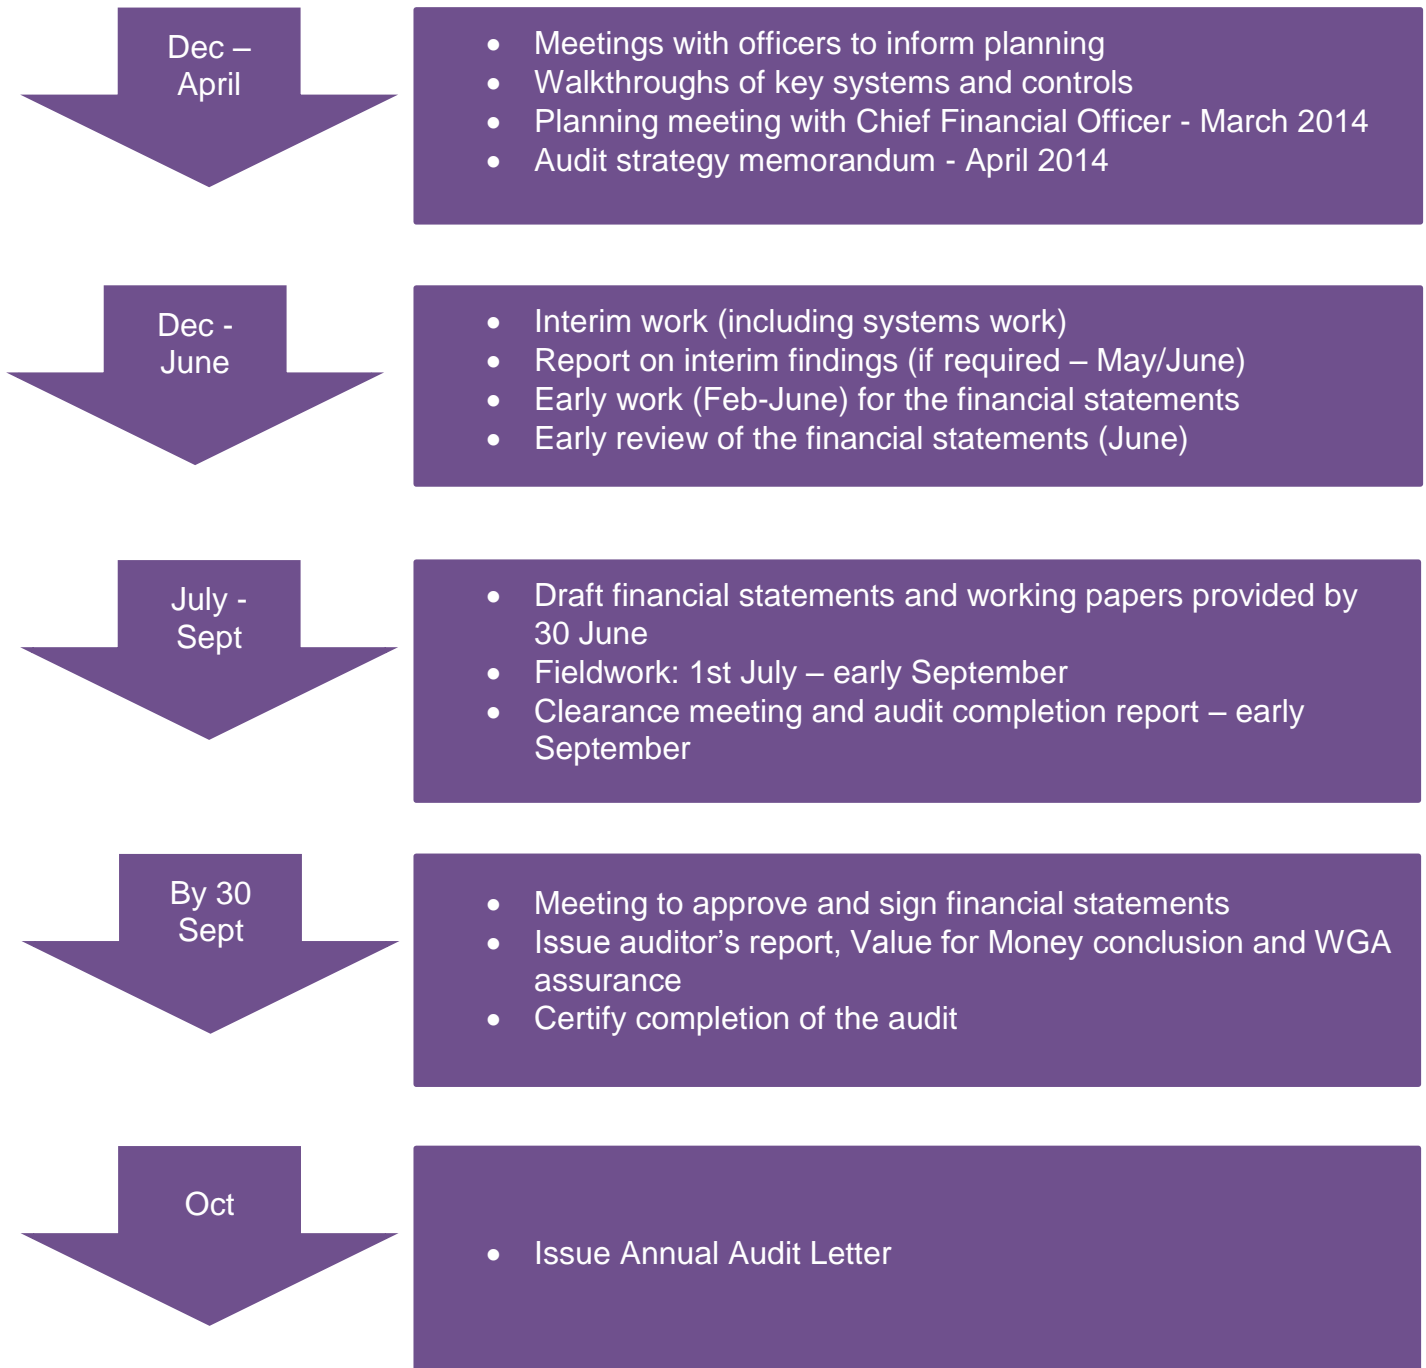 Dec –
April
• Meetings with officers to inform planning
• Walkthroughs of key systems and controls
• Planning meeting with Chief Financial Officer - March 2014
• Audit strategy memorandum - April 2014
Dec -
June
• Interim work (including systems work)
• Report on interim findings (if required – May/June)
• Early work (Feb-June) for the financial statements
• Early review of the financial statements (June)
July -
Sept
• Draft financial statements and working papers provided by
30 June
• Fieldwork: 1st July – early September
• Clearance meeting and audit completion report – early
September
By 30
Sept
• Meeting to approve and sign financial statements
• Issue auditor’s report, Value for Money conclusion and WGA
assurance
• Certify completion of the audit
Oct
• Issue Annual Audit Letter